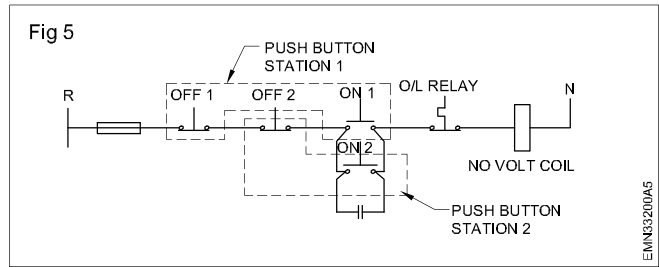 Fig 5
PUSH BUTTON
STATION 1
R
OFF 1
OFF 2
ON 1
O/L RELAY
N
ON 2
NO VOLT COIL
PUSH BUTTON
STATION 2
EMN33200A5